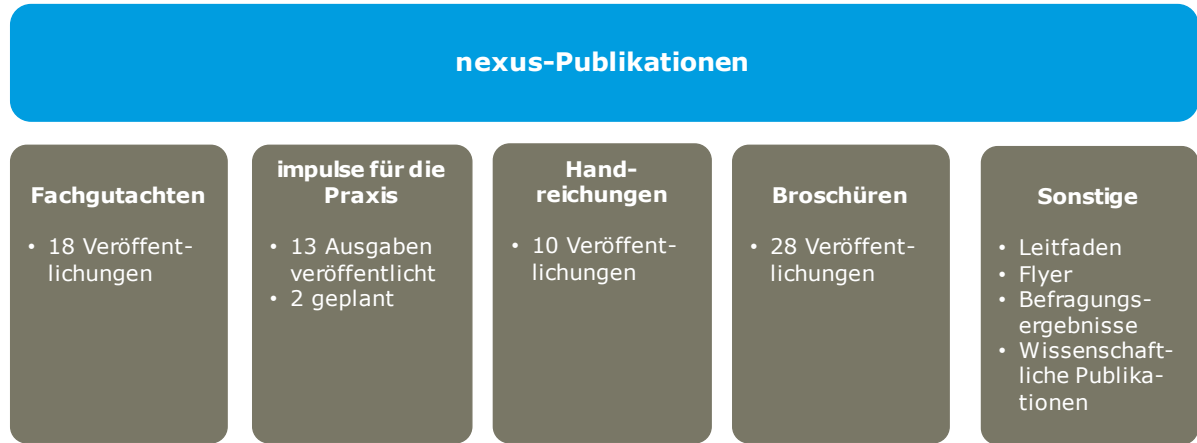 nexus-Publikationen
Fachgutachten
• 18 Veröffent-
lichungen
impulse für die
Praxis
• 13 Ausgaben
veröffentlicht
• 2 geplant
Hand-
reichungen
• 10 Veröffent-
lichungen
Broschüren
• 28 Veröffent-
lichungen
Sonstige
• Leitfaden
• Flyer
• Befragungs-
ergebnisse
• Wissenschaft-
liche Publika-
tionen